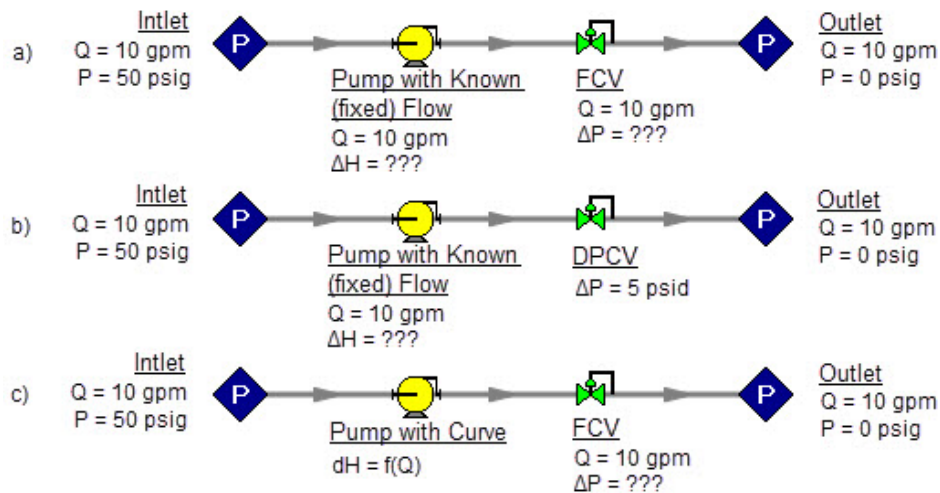 a)
Intlet
Q = 10 gpm
P = 50 psig
P
Pump with Known
(fixed) Flow
Q = 10 gpm
ΔH = ???
FCV
Q = 10 gpm
ΔP = ???
P
Outlet
Q = 10 gpm
P = 0 psig
b)
Intlet
Q = 10 gpm
P = 50 psig
P
Pump with Known
(fixed) Flow
Q = 10 gpm
ΔH = ???
DPCV
ΔP = 5 psid
P
Outlet
Q = 10 gpm
P = 0 psig
c)
Intlet
Q = 10 gpm
P = 50 psig
P
Pump with Curve
dH = f(Q)
FCV
Q = 10 gpm
ΔP = ???
P
Outlet
Q = 10 gpm
P = 0 psig